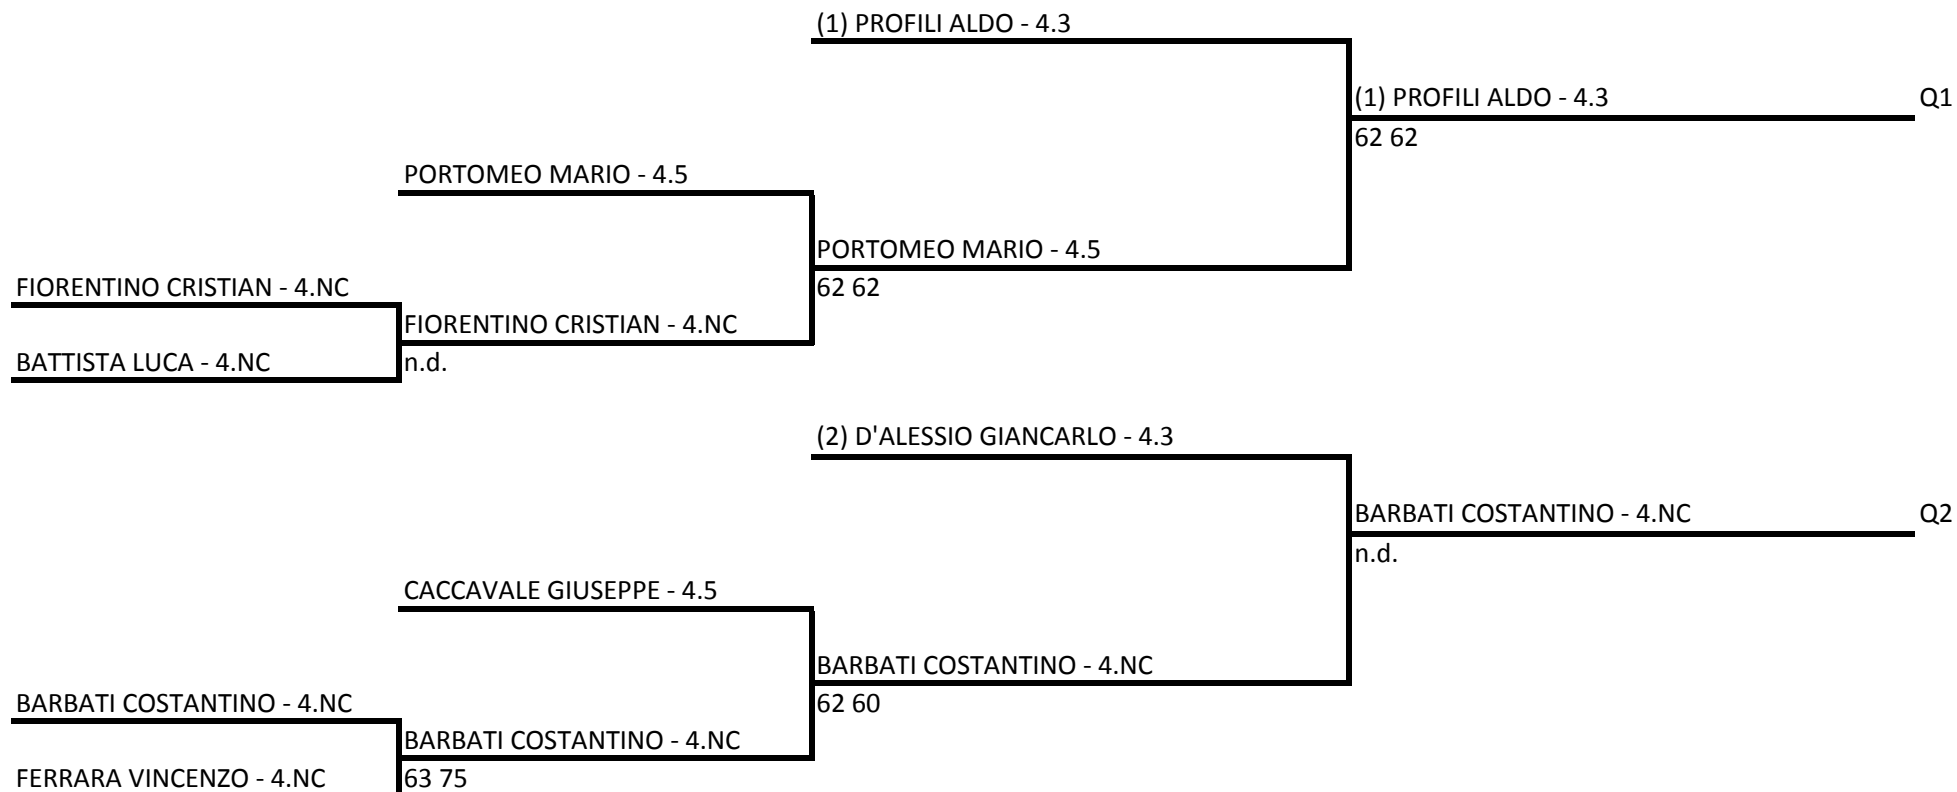 (1) PROFILI ALDO - 4.3
(1) PROFILI ALDO - 4.3 Q1
62 62
PORTOMEO MARIO - 4.5
PORTOMEO MARIO - 4.5
FIORENTINO CRISTIAN - 4.NC
62 62
FIORENTINO CRISTIAN - 4.NC
BATTISTA LUCA - 4.NC
n.d.
(2) D'ALESSIO GIANCARLO - 4.3
BARBATI COSTANTINO - 4.NC Q2
n.d.
CACCAVALE GIUSEPPE - 4.5
BARBATI COSTANTINO - 4.NC
BARBATI COSTANTINO - 4.NC
62 60
BARBATI COSTANTINO - 4.NC
FERRARA VINCENZO - 4.NC
63 75